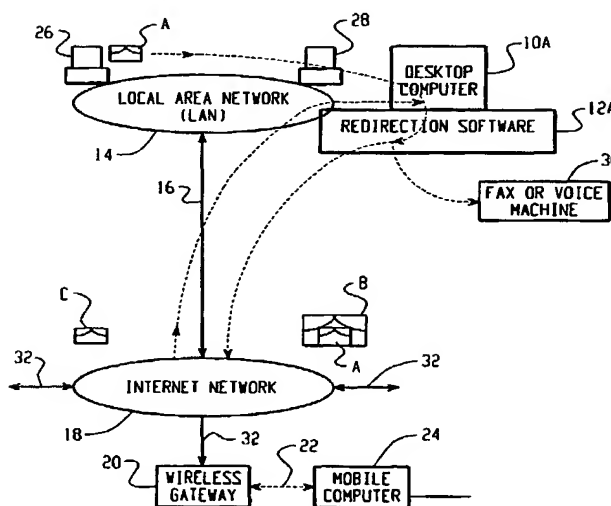 26
A
28
10A
DESKTOP
COMPUTER
LOCAL AREA NETWORK
(LAN)
12A
REDIRECTION SOFTWARE
14
16
FAX OR VOICE
MACHINE
C
B
A
32
32
INTERNET NETWORK
18
32
20
22
24
WIRELESS
GATEWAY
MOBILE
COMPUTER